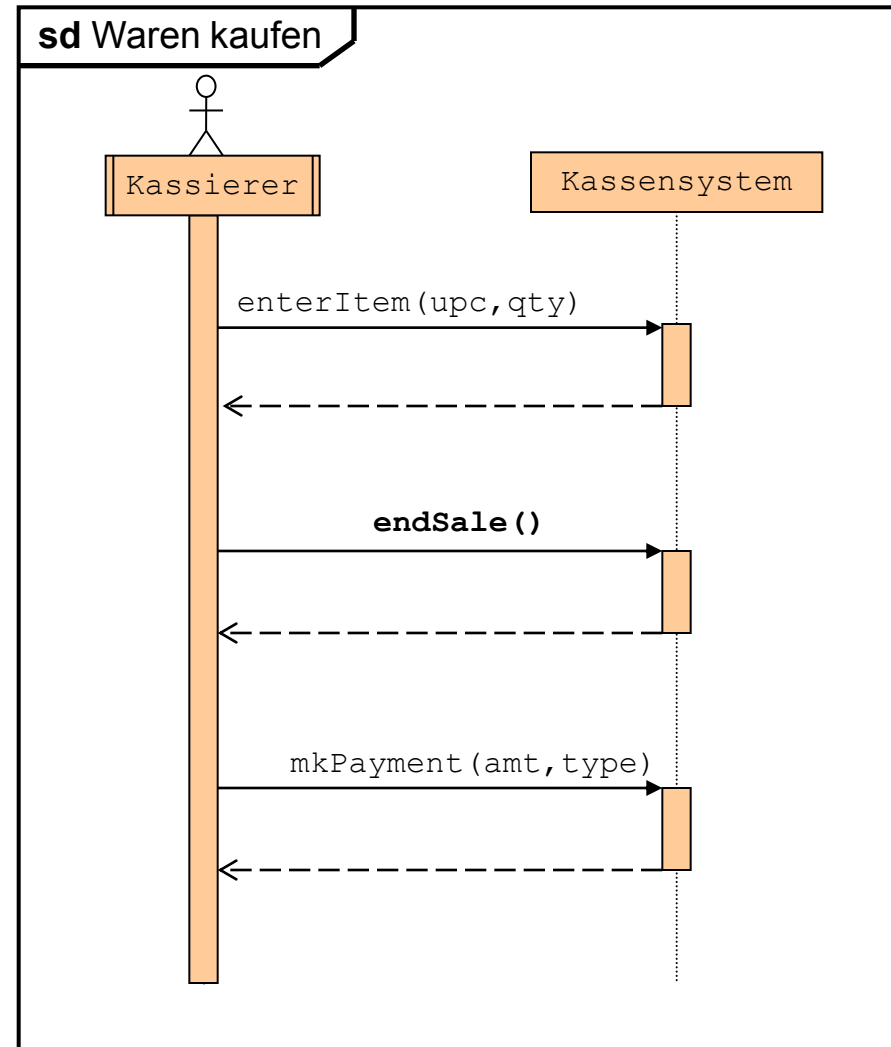 sd Waren kaufen
Kassierer
Kassensystem
enterItem(upc,qty)
endSale()
mkPayment(amt,type)